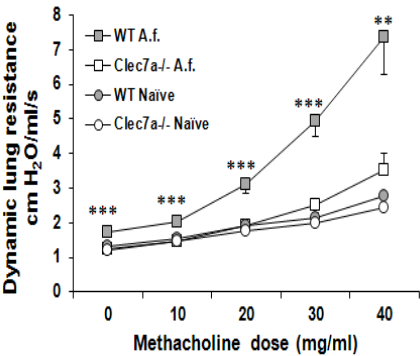 Dynamic lung resistance
cm H2O/ml/s
8
7
6
5
4
3
2
1
0
WT A.f.
Clec7a-/- A.f.
WT Naïve
Clec7a-/- Naïve
***
***
***
***
**
0 10 20 30 40
Methacholine dose (mg/ml)